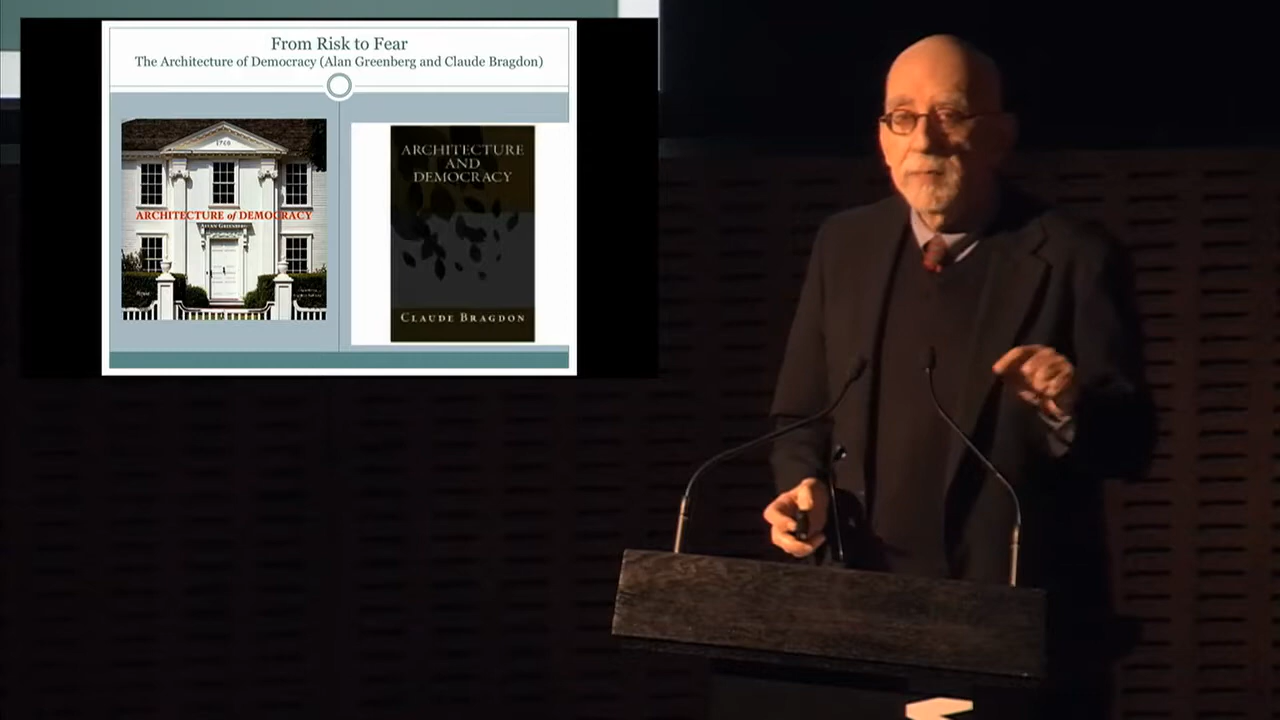 From Risk to Fear
The Architecture of Democracy (Alan Greenberg and Claude Bragdon)
1760
ARCHITECTURE of DEMOCRACY
ALLAN GREENBERG
ARCHITECTURE
AND
DEMOCRACY
CLAUDE BRAGDON